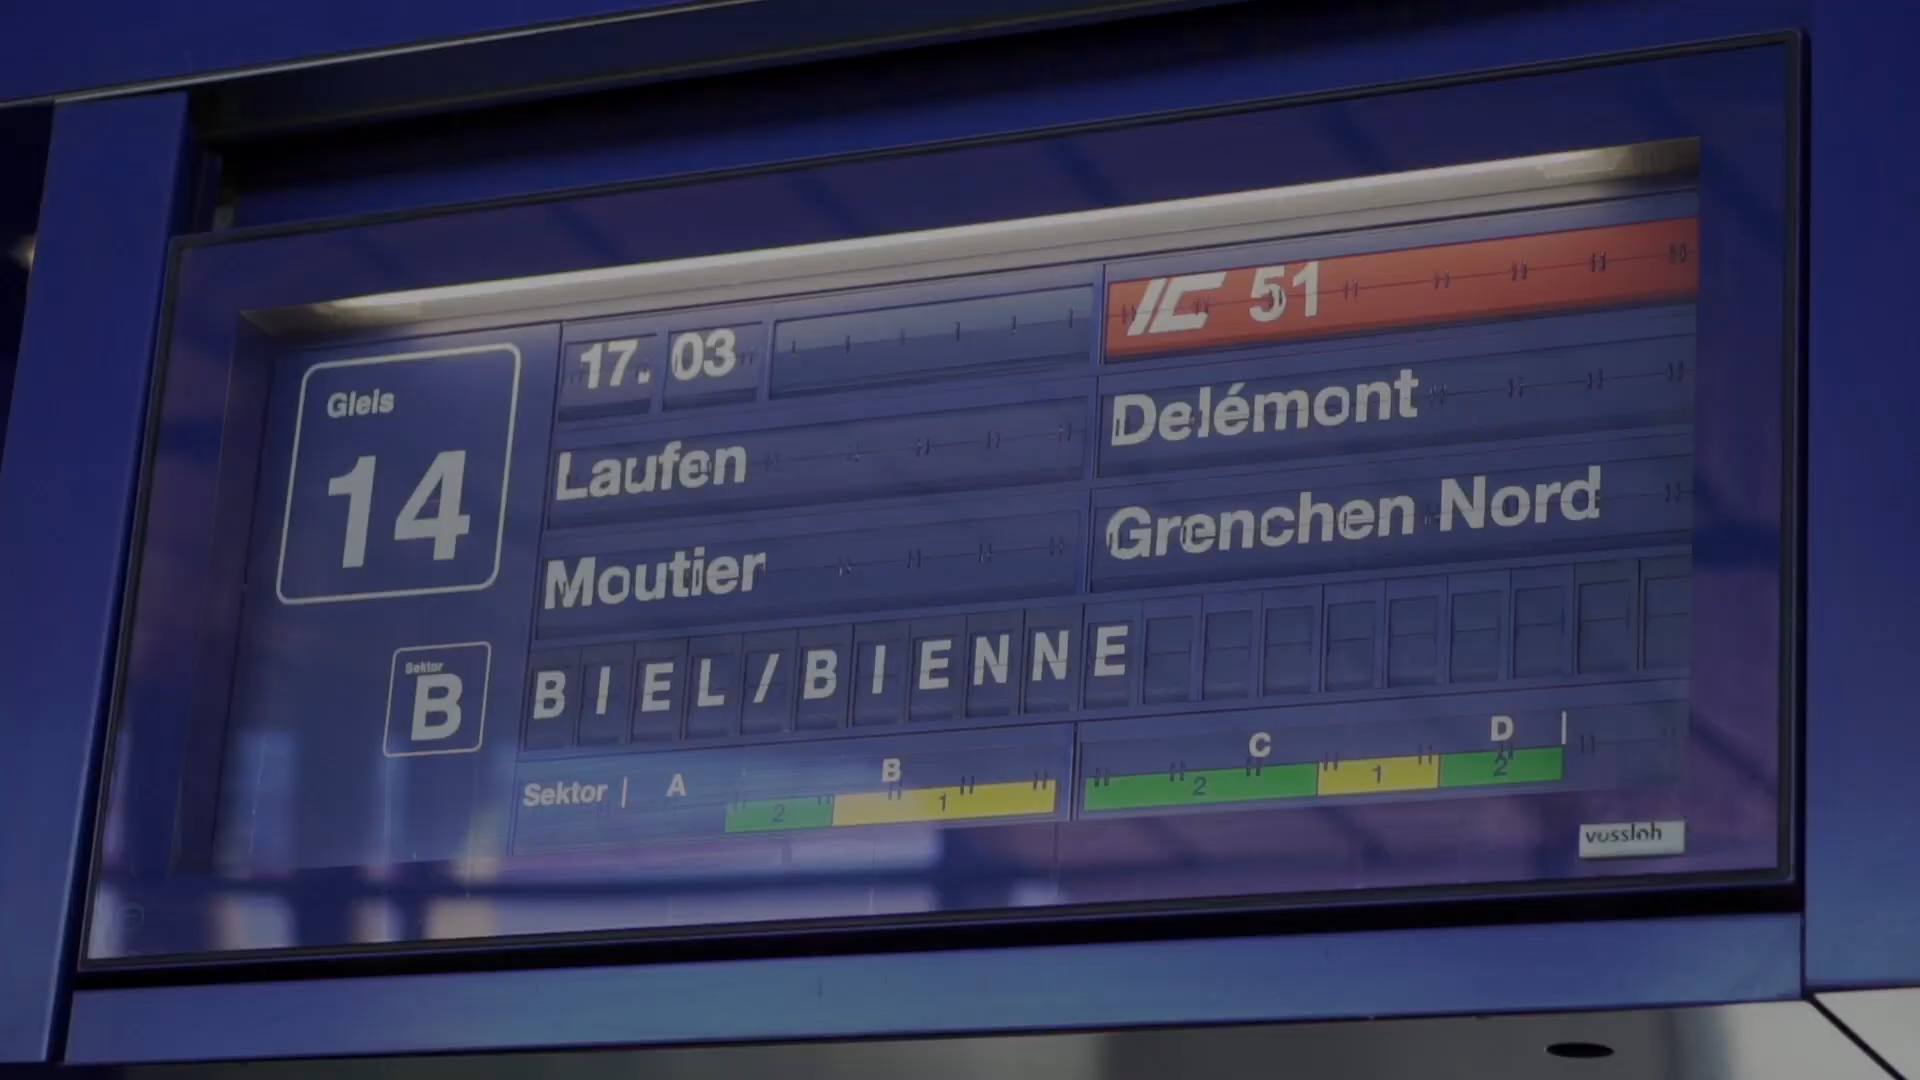 Gleis
14
17.03
IC 51
Laufen
Delémont
Moutier
Grenchen Nord
Sektor
B
BIEL/BIENNE
Sektor | A B C D |
2 1 2 1 2
vossloh